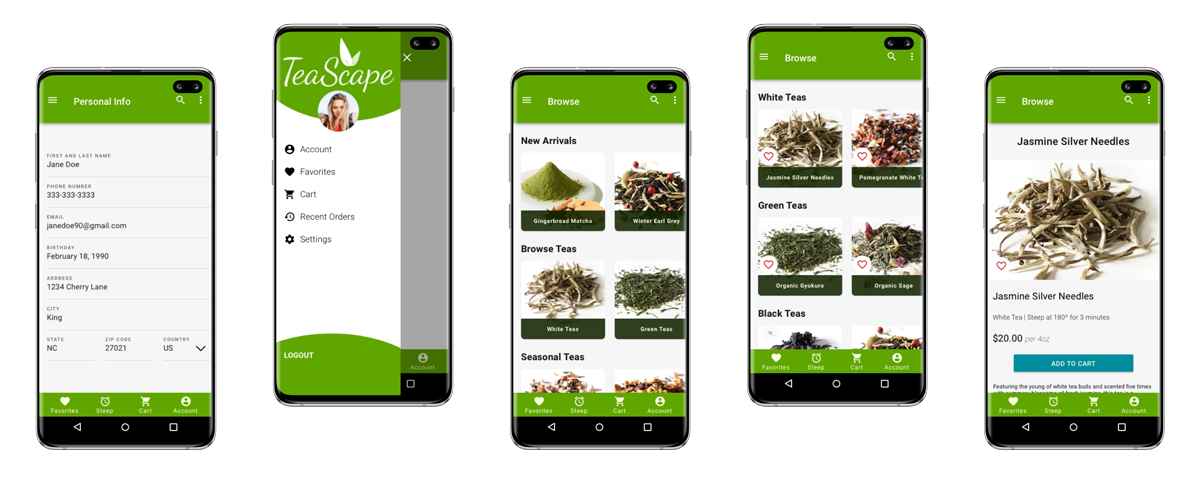 Personal Info
FIRST AND LAST NAME
Jane Doe
PHONE NUMBER
333-333-3333
EMAIL
janedoe90@gmail.com
BIRTHDAY
February 18, 1990
ADDRESS
1234 Cherry Lane
CITY
King
STATE ZIP CODE COUNTRY
NC 27021 US
Favorites Steep Cart Account
TeaScape
Account
Favorites
Cart
Recent Orders
Settings
LOGOUT
Account
Browse
New Arrivals
Gingerbread Matcha Winter Earl Grey
Browse Teas
White Teas Green Teas
Seasonal Teas
Favorites Steep Cart Account
Browse
White Teas
Jasmine Silver Needles Pomegranate White T
Green Teas
Organic Gyokuro Organic Sage
Black Teas
Favorites Steep Cart Account
Browse
Jasmine Silver Needles
Jasmine Silver Needles
White Tea | Steep at 180° for 3 minutes
$20.00 per 4oz
ADD TO CART
Featuring the young of white tea buds and scented five times
Favorites Steep Cart Account